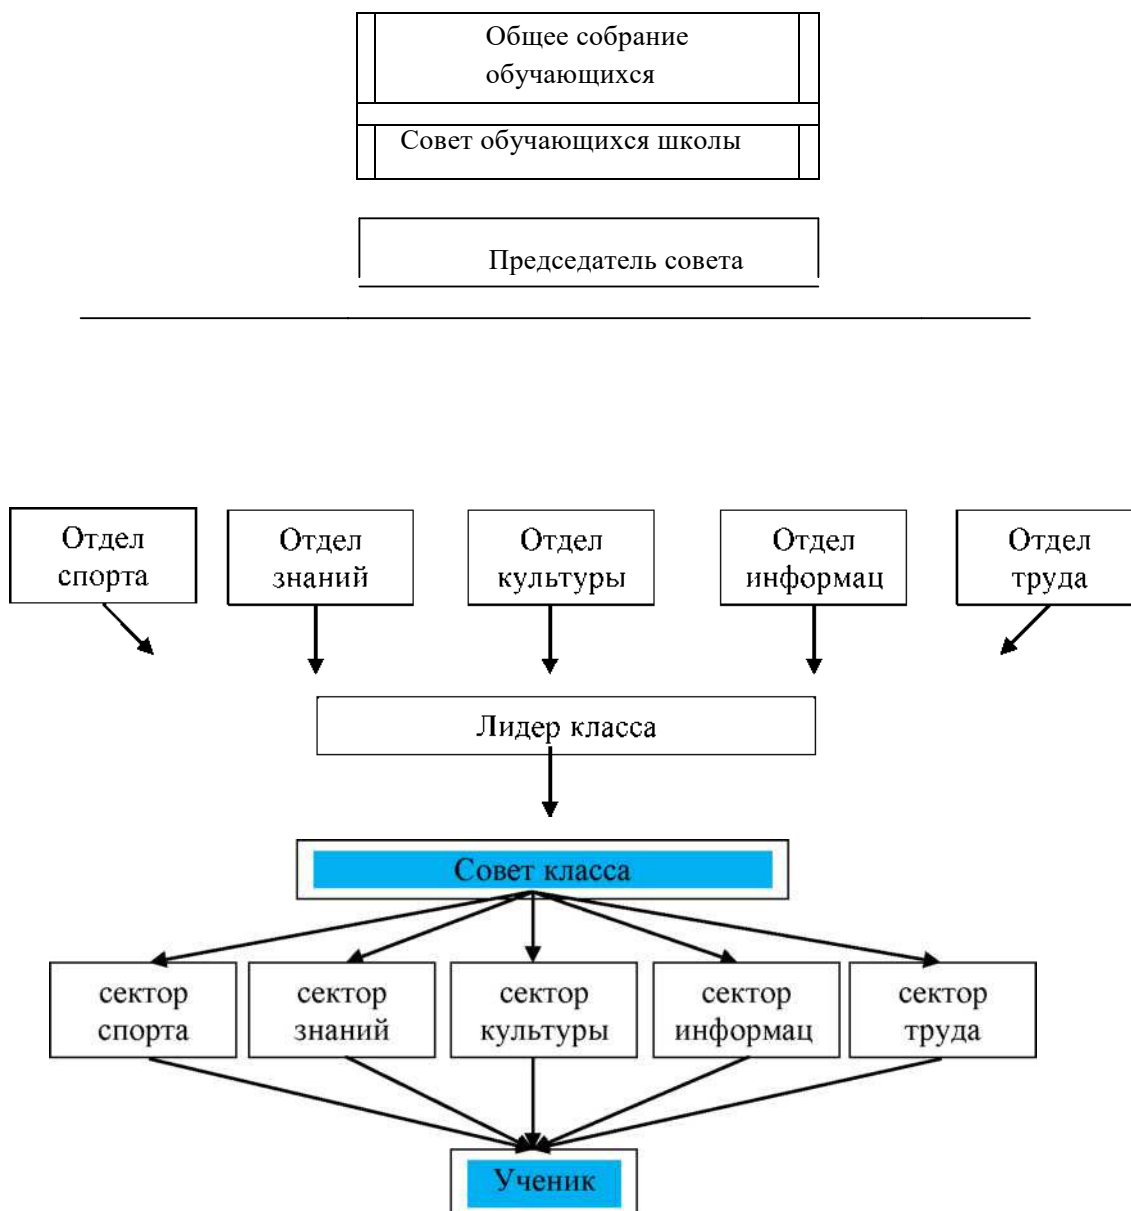 Общее собрание
обучающихся
Совет обучающихся школы
Председатель совета
Отдел
спорта
Отдел
знаний
Отдел
культуры
Отдел
информац
Отдел
труда
Лидер класса
Совет класса
сектор
спорта
сектор
знаний
сектор
культуры
сектор
информац
сектор
труда
Ученик